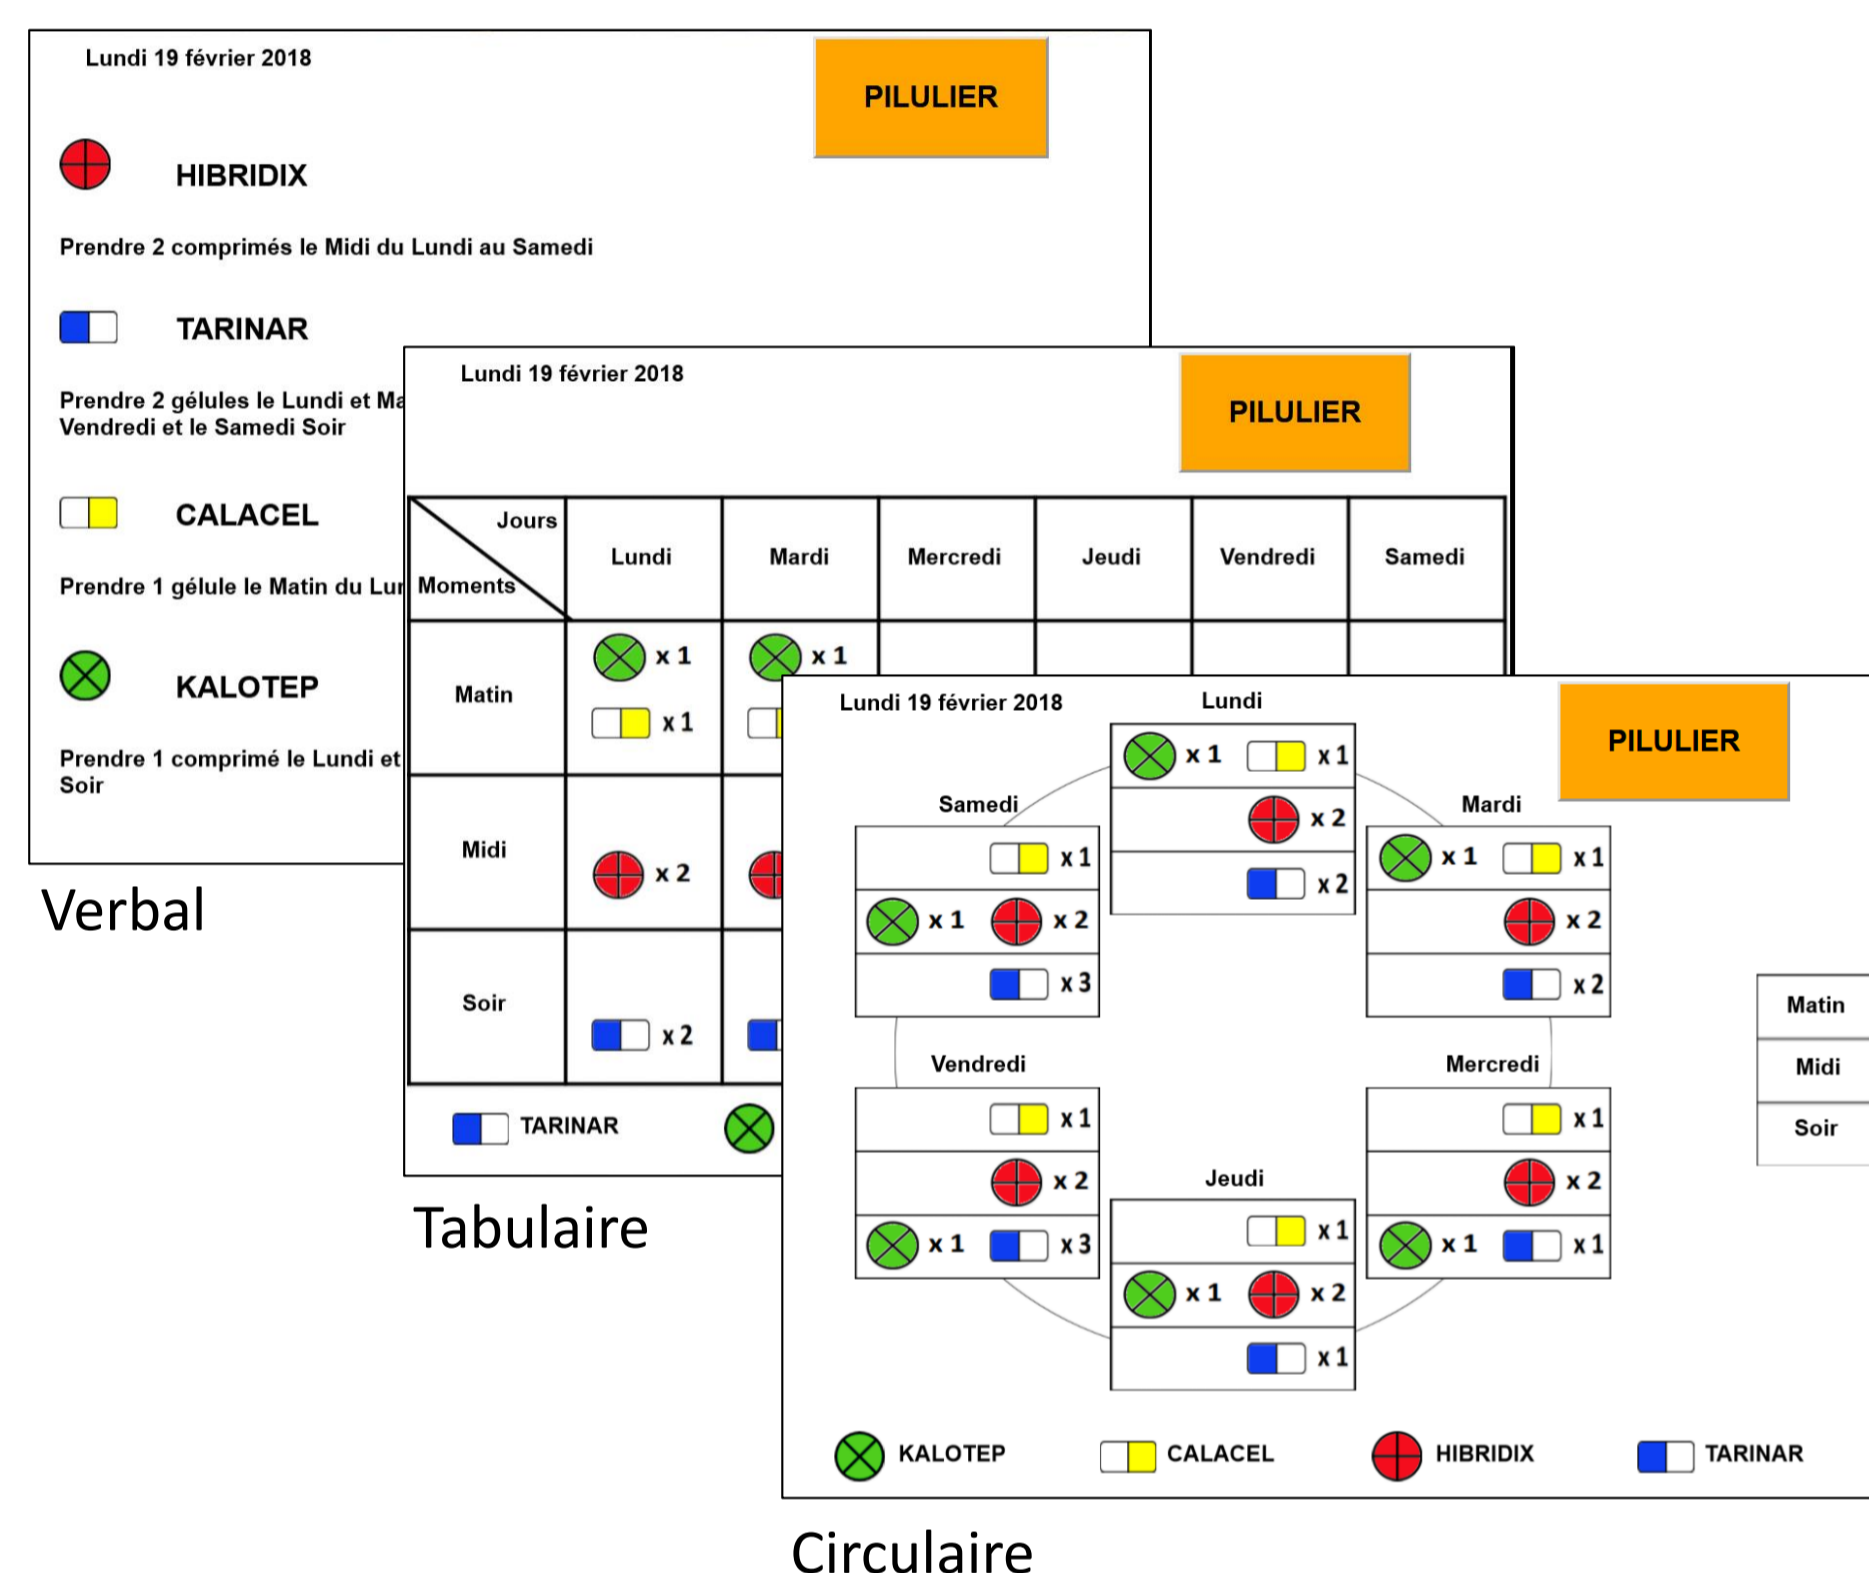 Lundi 19 février 2018
PILULIER
HIBRIDIX
Prendre 2 comprimés le Midi du Lundi au Samedi
TARINAR
Prendre 2 gélules le Lundi et
Vendredi et le Samedi Soir
CALACEL
Prendre 1 gélule le Matin du
KALOTEP
Prendre 1 comprimé le Lundi et
Soir
Verbal
Lundi 19 février 2018
PILULIER
Jours
Moments
Lundi Mardi Mercredi Jeudi Vendredi Samedi
Matin
x 1 x 1
x 1
Midi
x 2
Soir
x 2
TARINAR
Tabulaire
Lundi 19 février 2018
PILULIER
Lundi
x 1 x 1
x 2
x 2
Samedi
x 1
x 1 x 2
x 3
Mardi
x 1 x 1
x 2
x 2
Vendredi
x 1
x 2
x 1 x 3
Mercredi
x 1
x 2
x 1 x 1
Jeudi
x 1
x 1 x 2
x 1
Matin
Midi
Soir
KALOTEP CALACEL HIBRIDIX TARINAR
Circulaire